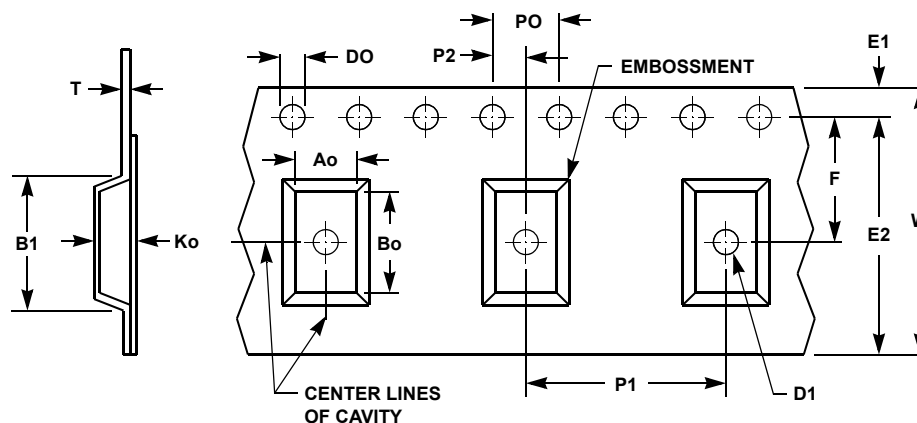 PO
E1
DO
P2
T
EMBOSSMENT
Ao
F
W
B1
Ko
Bo
E2
P1
D1
CENTER LINES
OF CAVITY